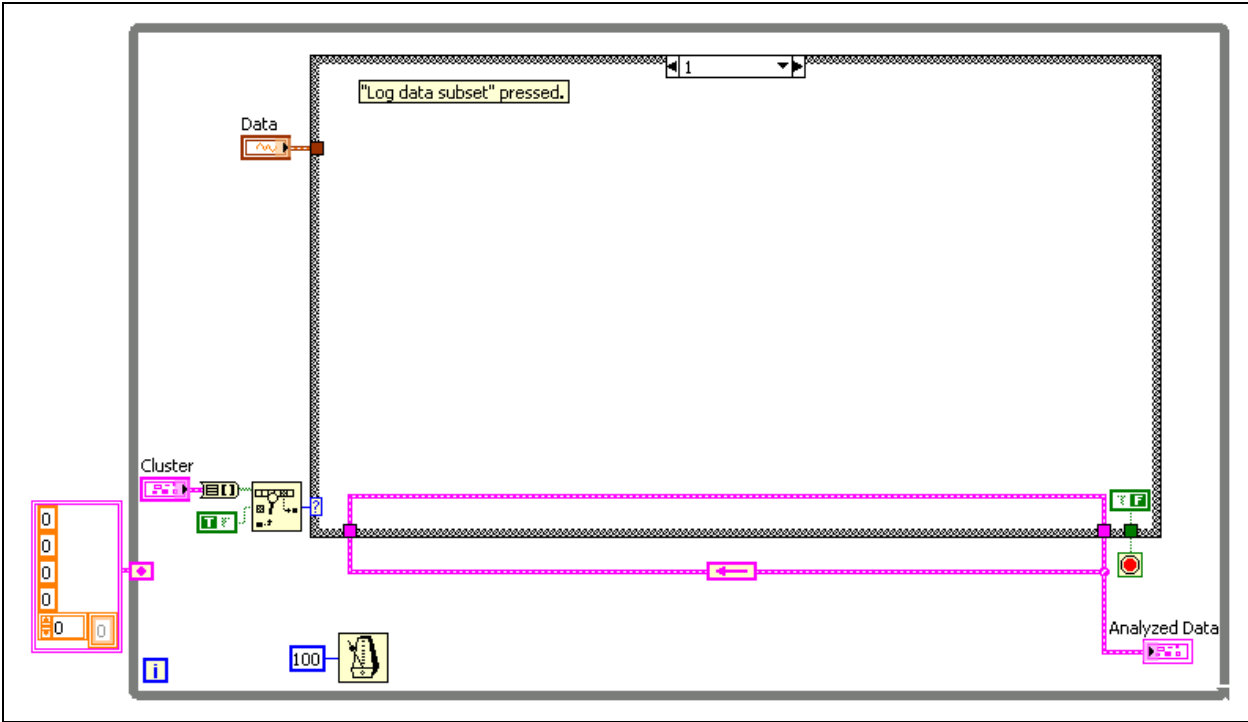 1
"Log data subset" pressed.
Data
Cluster
?
T
F
0
0
0
0
0
0
100
i
Analyzed Data